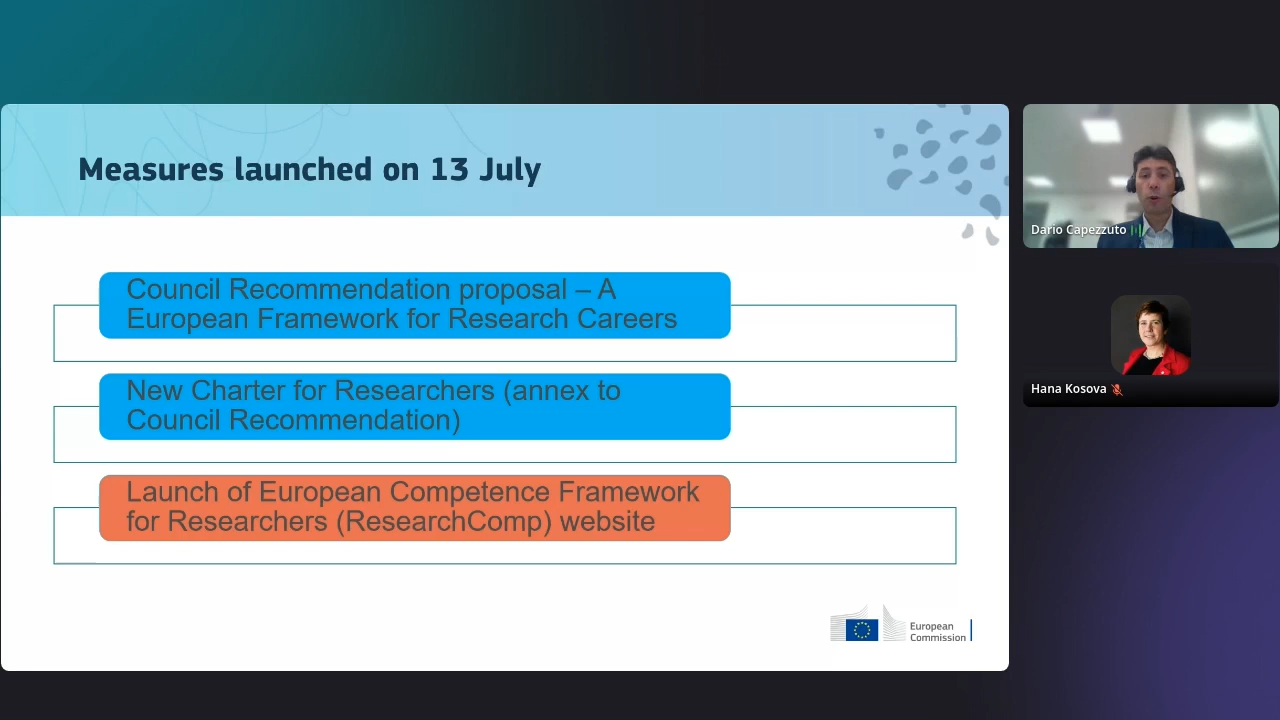 Measures launched on 13 July
Council Recommendation proposal – A
European Framework for Research Careers
New Charter for Researchers (annex to
Council Recommendation)
Launch of European Competence Framework
for Researchers (ResearchComp) website
European
Commission
Dario Capezzuto
Hana Kosova